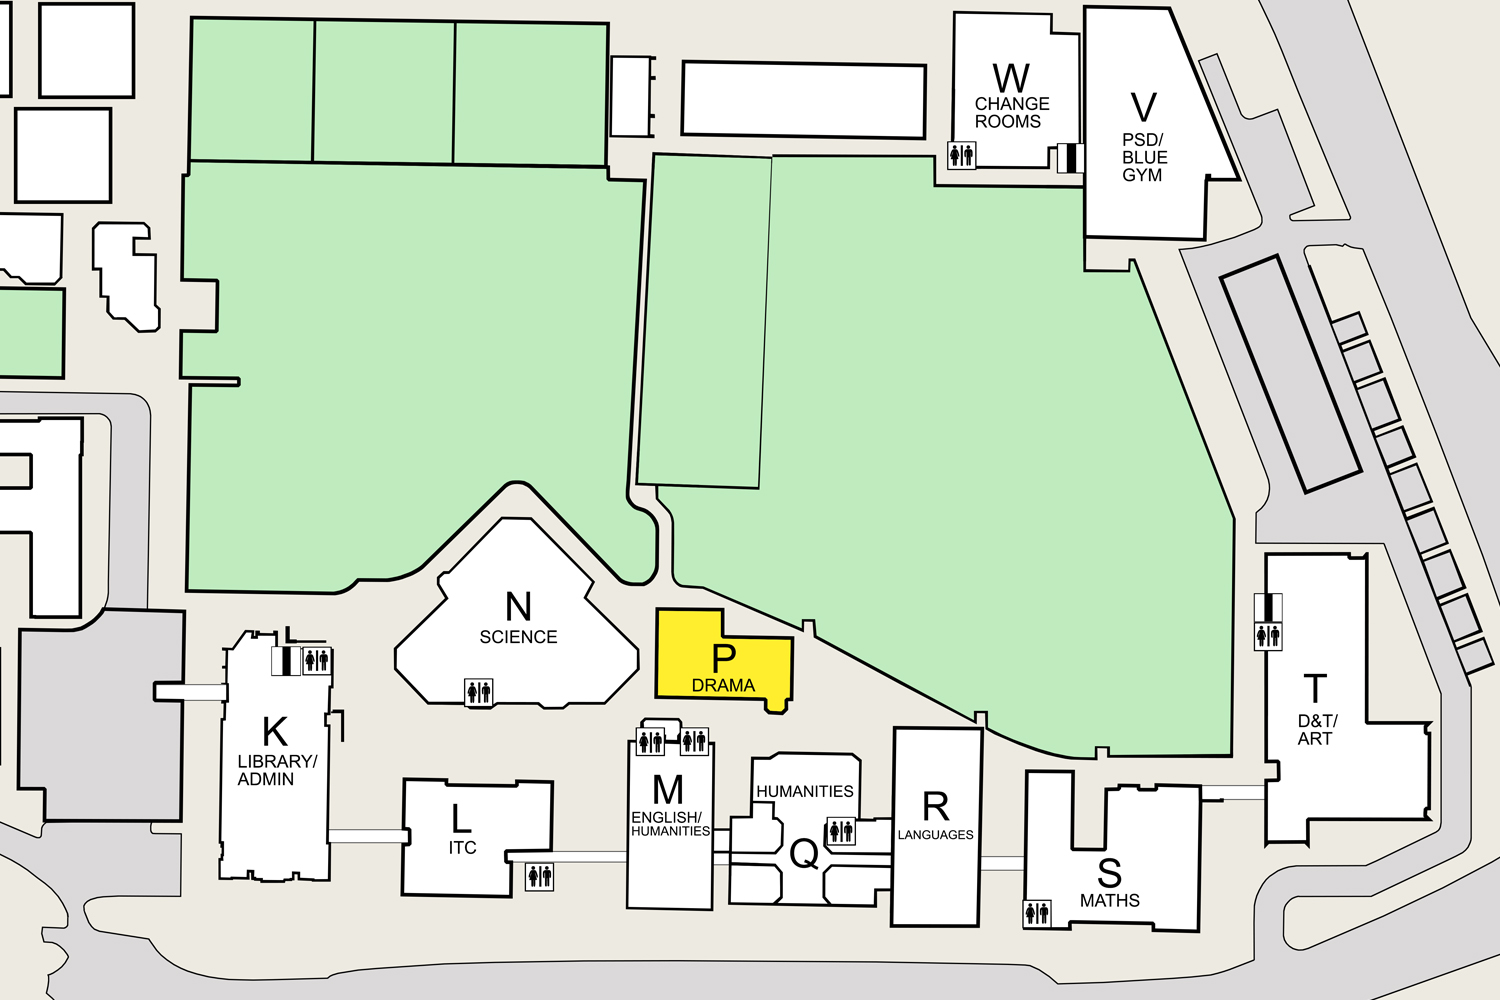 W
CHANGE
ROOMS
V
PSD/
BLUE
GYM
N
SCIENCE
P
DRAMA
K
LIBRARY/
ADMIN
L
ITC
M
ENGLISH/
HUMANITIES
HUMANITIES
Q
R
LANGUAGES
S
MATHS
T
D&T/
ART